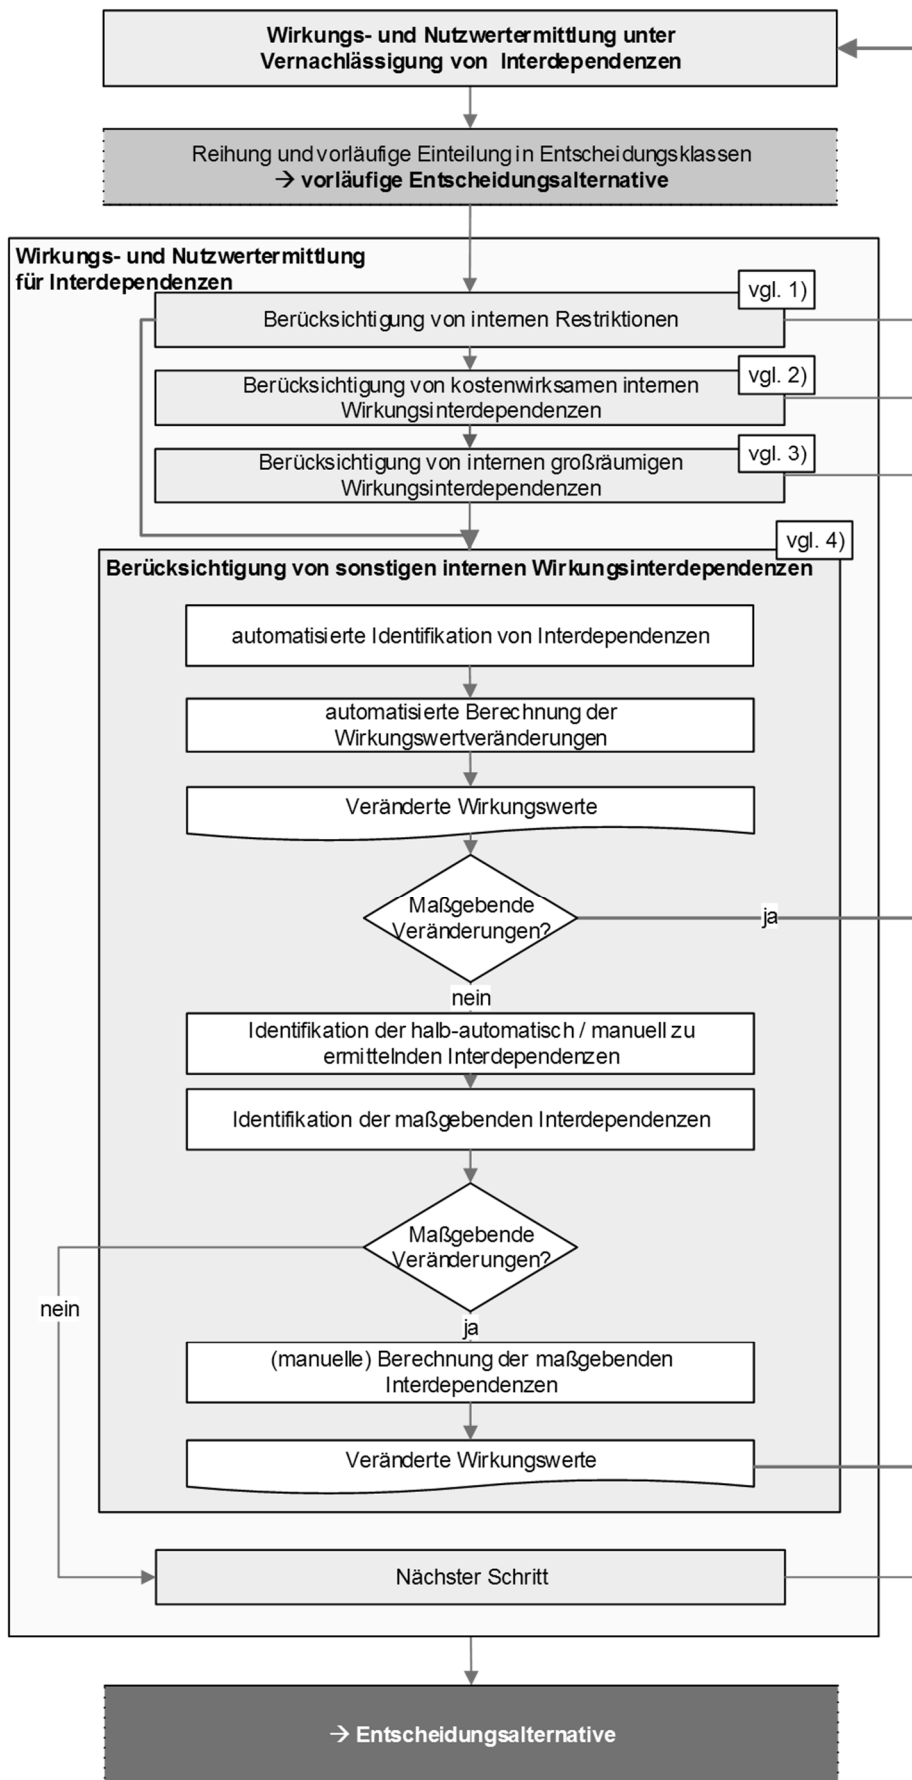 Wirkungs- und Nutzwertermittlung unter
Vernachlässigung von Interdependenzen
Reihung und vorläufige Einteilung in Entscheidungsklassen
→ vorläufige Entscheidungsalternative
Wirkungs- und Nutzwertermittlung
für Interdependenzen
vgl. 1)
Berücksichtigung von internen Restriktionen
vgl. 2)
Berücksichtigung von kostenwirksamen internen
Wirkungsinterdependenzen
vgl. 3)
Berücksichtigung von internen großräumigen
Wirkungsinterdependenzen
vgl. 4)
Berücksichtigung von sonstigen internen Wirkungsinterdependenzen
automatisierte Identifikation von Interdependenzen
automatisierte Berechnung der
Wirkungswertveränderungen
Veränderte Wirkungswerte
Maßgebende
Veränderungen?
ja
nein
Identifikation der halb-automatisch / manuell zu
ermittelnden Interdependenzen
Identifikation der maßgebenden Interdependenzen
Maßgebende
Veränderungen?
nein
ja
(manuelle) Berechnung der maßgebenden
Interdependenzen
Veränderte Wirkungswerte
Nächster Schritt
→ Entscheidungsalternative